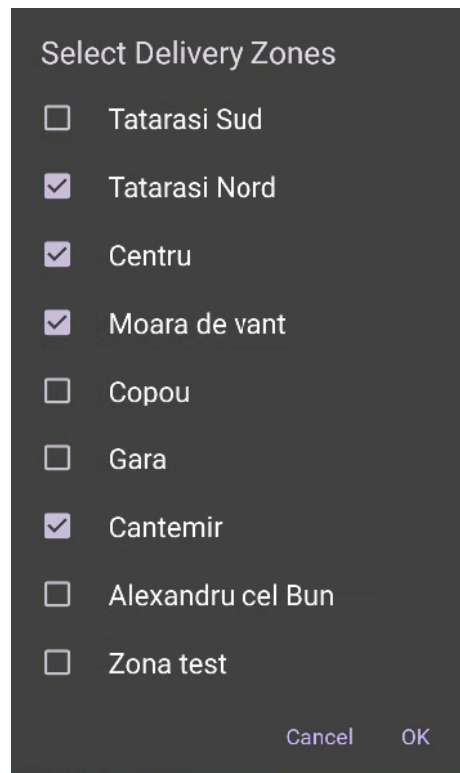 Select Delivery Zones
Tatarasi Sud
Tatarasi Nord
Centru
Moara de vant
Copou
Gara
Cantemir
Alexandru cel Bun
Zona test
Cancel OK